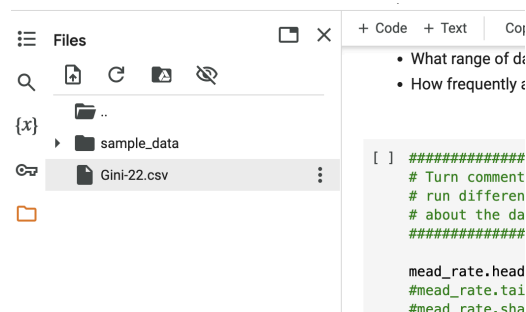 Files
{x}
..
sample_data
Gini-22.csv
+ Code + Text
What range of
How frequently
[ ]
##############
# Turn comment
# run differen
# about the da
##############
mead_rate.head
#mead_rate.tai
#mead_rate.sha